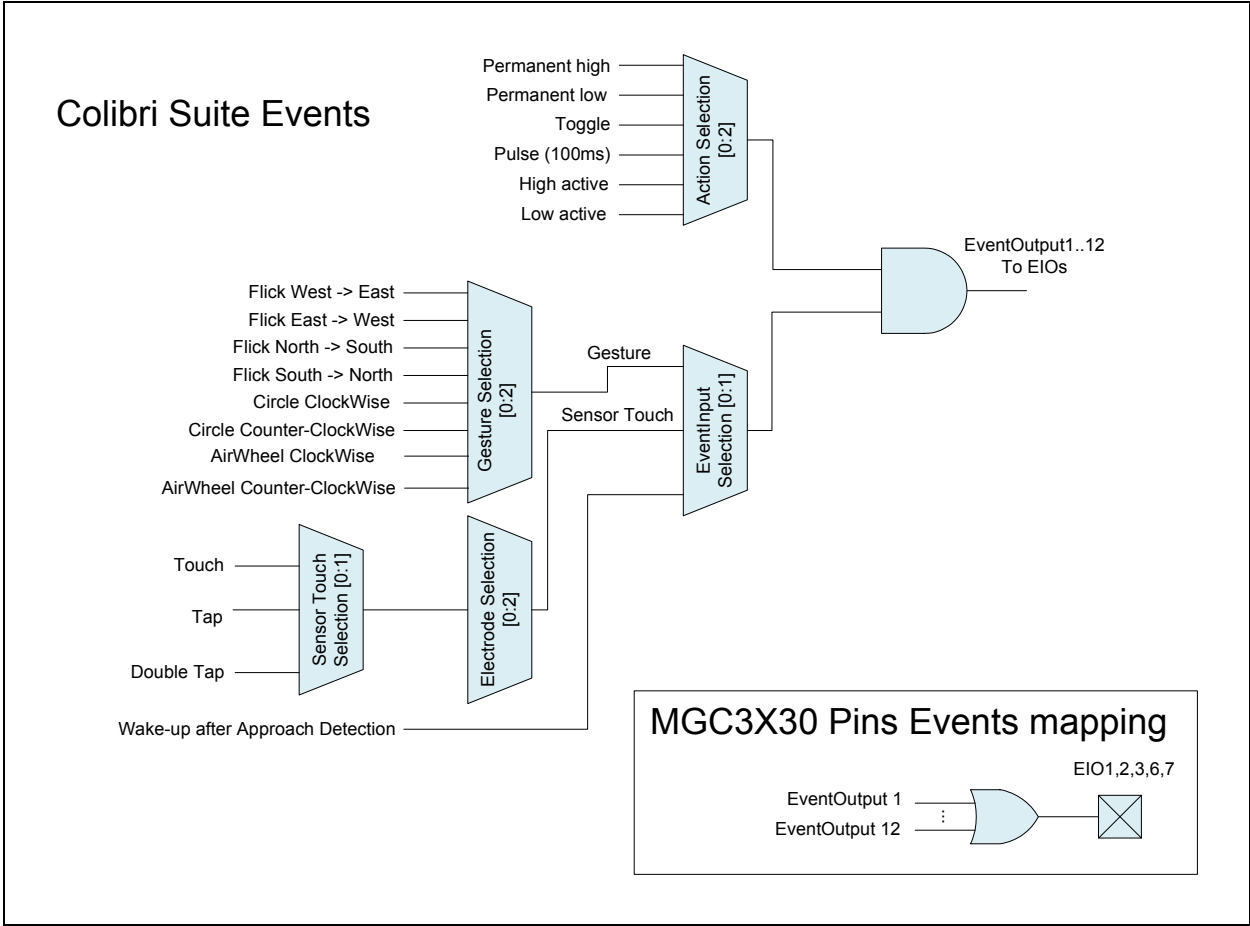 Colibri Suite Events
Permanent high
Permanent low
Toggle
Pulse (100ms)
High active
Low active
Action Selection
[0:2]
EventOutput1..12
To EIOs
Flick West -> East
Flick East -> West
Flick North -> South
Flick South -> North
Circle ClockWise
Circle Counter-ClockWise
AirWheel ClockWise
AirWheel Counter-ClockWise
Gesture Selection
[0:2]
Gesture
Sensor Touch
EventInput
Selection [0:1]
Touch
Tap
Double Tap
Sensor Touch
Selection [0:1]
Electrode Selection
[0:2]
Wake-up after Approach Detection
MGC3X30 Pins Events mapping
EIO1,2,3,6,7
EventOutput 1
...
EventOutput 12